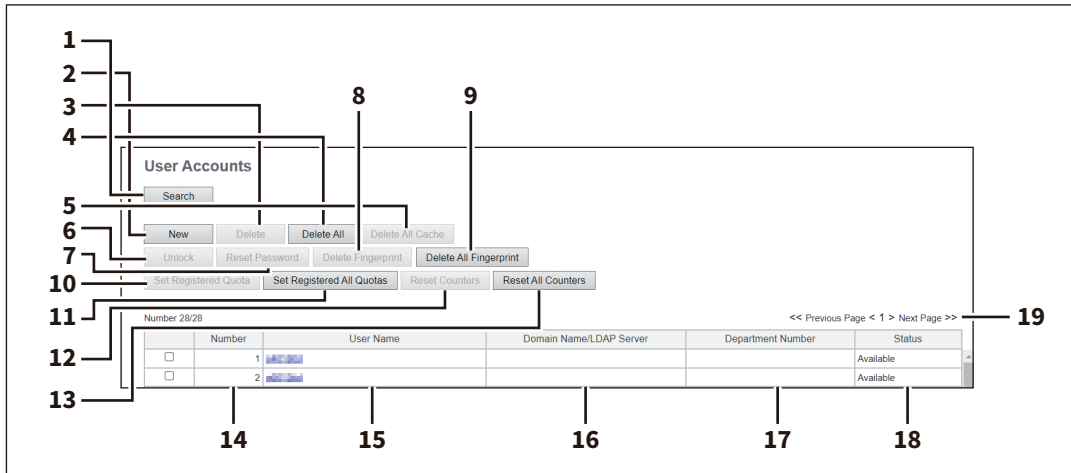 1
2
3
8
9
4
User Accounts
Search
5
6
New Delete Delete All Delete All Cache
7
Unlock Reset Password Delete Fingerprint Delete All Fingerprint
10
Set Registered Quota Set Registered All Quotas Reset Counters Reset All Counters
11
Number 28/28
<< Previous Page < 1 > Next Page >>
19
12
Number User Name Domain Name/LDAP Server Department Number Status
1 Available
2 Available
13
14
15
16
17
18